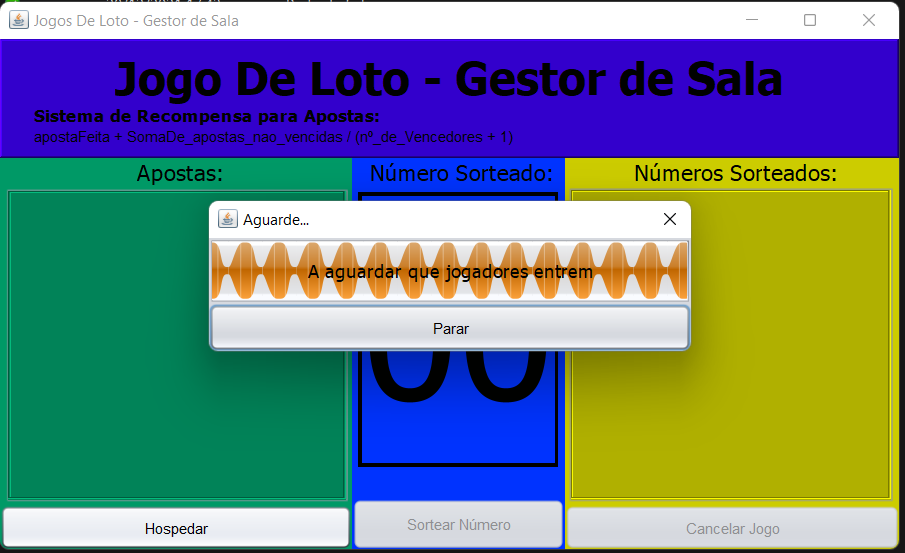 Jogos De Loto - Gestor de Sala
Jogo De Loto - Gestor de Sala
Sistema de Recompensa para Apostas:
apostaFeita + SomaDe_apostas_nao_vencidas / (nº_de_Vencedores + 1)
Apostas:
Número Sorteado:
Números Sorteados:
Aguarde...
A aguardar que jogadores entrem
Parar
00
Hospedar
Sortear Número
Cancelar Jogo